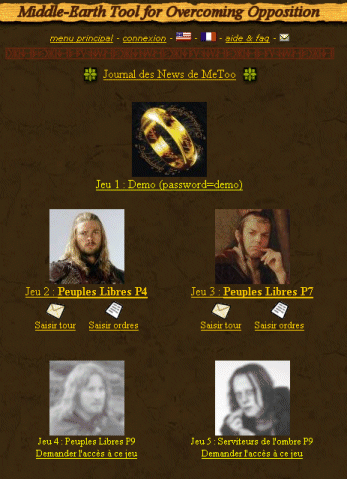 Middle-Earth Tool for Overcoming Opposition
menu principal - connexion - - - aide & faq -
Journal des News de MeToo
Jeu 1 : Demo (password=demo)
Jeu 2 : Peuples Libres P4
Jeu 3 : Peuples Libres P7
Saisir tour
Saisir ordres
Saisir tour
Saisir ordres
Jeu 4 : Peuples Libres P9
Demander l'accès à ce jeu
Jeu 5 : Serviteurs de l'ombre P9
Demander l'accès à ce jeu